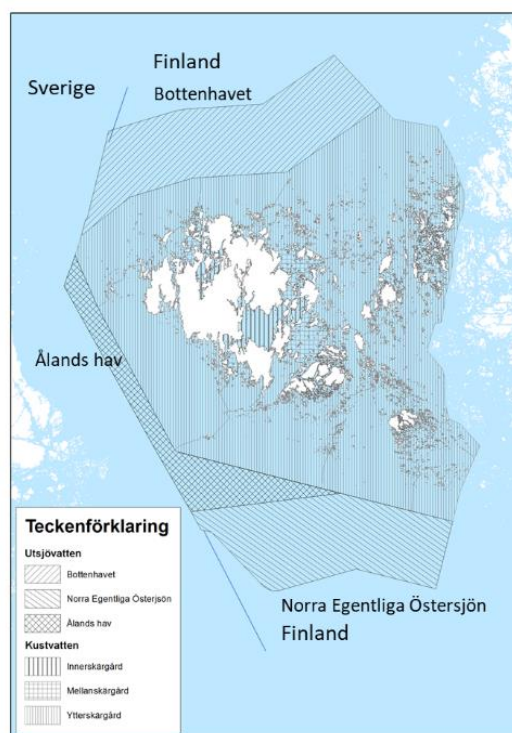 Finland
Sverige
Bottenhavet
Ålands hav
Teckenförklaring
Utsjövatten
Bottenhavet
Norra Egentliga Österjsön
Ålands hav
Kustvatten
Innerskärgård
Mellanskärgård
Ytterskärgård
Norra Egentliga Östersjön
Finland